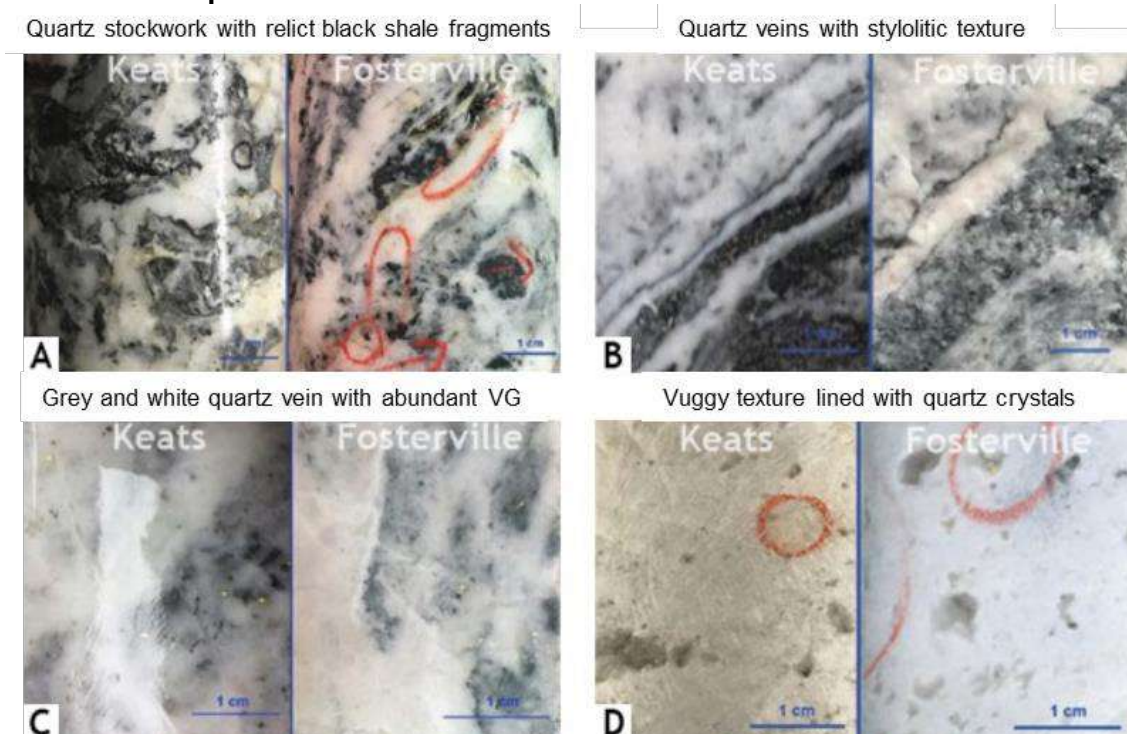 Quartz stockwork with relict black shale fragments
Quartz veins with stylolitic texture
Keats
Fosterville
Keats
Fosterville
A
1 cm
B
1 cm
1 cm
Grey and white quartz vein with abundant VG
Vuggy texture lined with quartz crystals
Keats
Fosterville
Keats
Fosterville
C
1 cm
1 cm
D
1 cm
1 cm